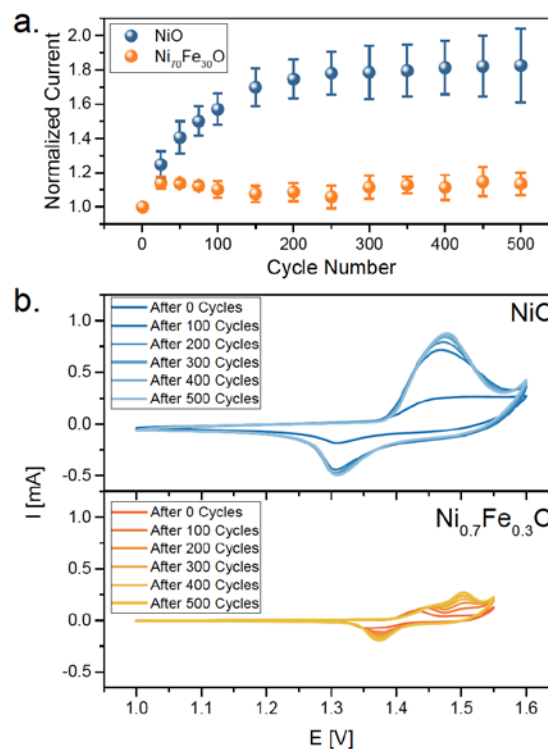 a.
NiO
Ni₇₀Fe₃₀O
Normalized Current
2.0
1.8
1.6
1.4
1.2
1.0
0 100 200 300 400 500
Cycle Number
b.
After 0 Cycles
After 100 Cycles
After 200 Cycles
After 300 Cycles
After 400 Cycles
After 500 Cycles
NiO
1.0
0.5
0.0
-0.5
I [mA]
After 0 Cycles
After 100 Cycles
After 200 Cycles
After 300 Cycles
After 400 Cycles
After 500 Cycles
Ni₀.₇Fe₀.₃O
1.0
0.5
0.0
-0.5
1.0 1.1 1.2 1.3 1.4 1.5 1.6
E [V]